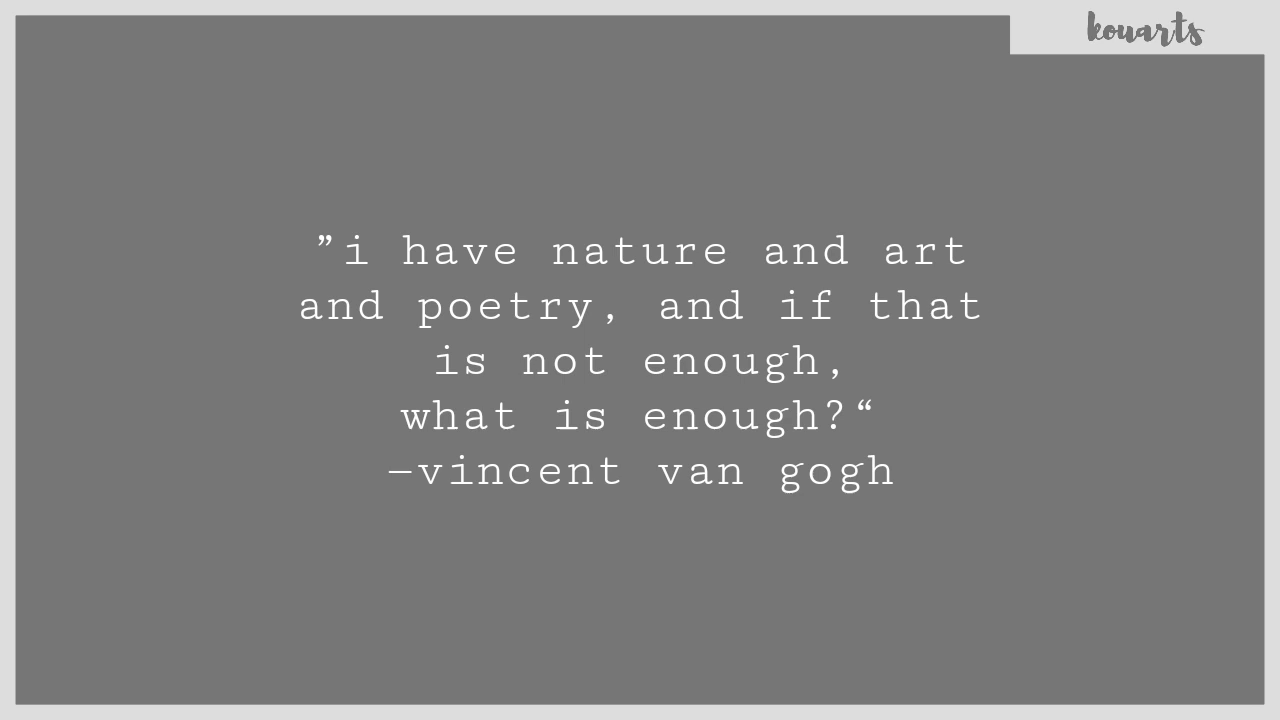 kouarts
”i have nature and art
and poetry, and if that
is not enough,
what is enough?“
—vincent van gogh